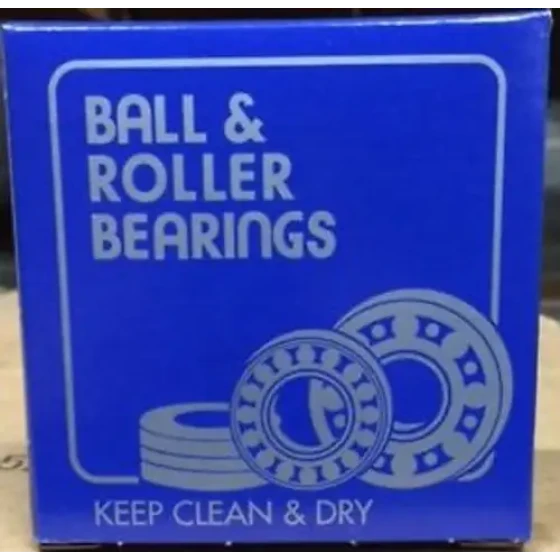 BALL &
ROLLER
BEARINGS
KEEP CLEAN & DRY